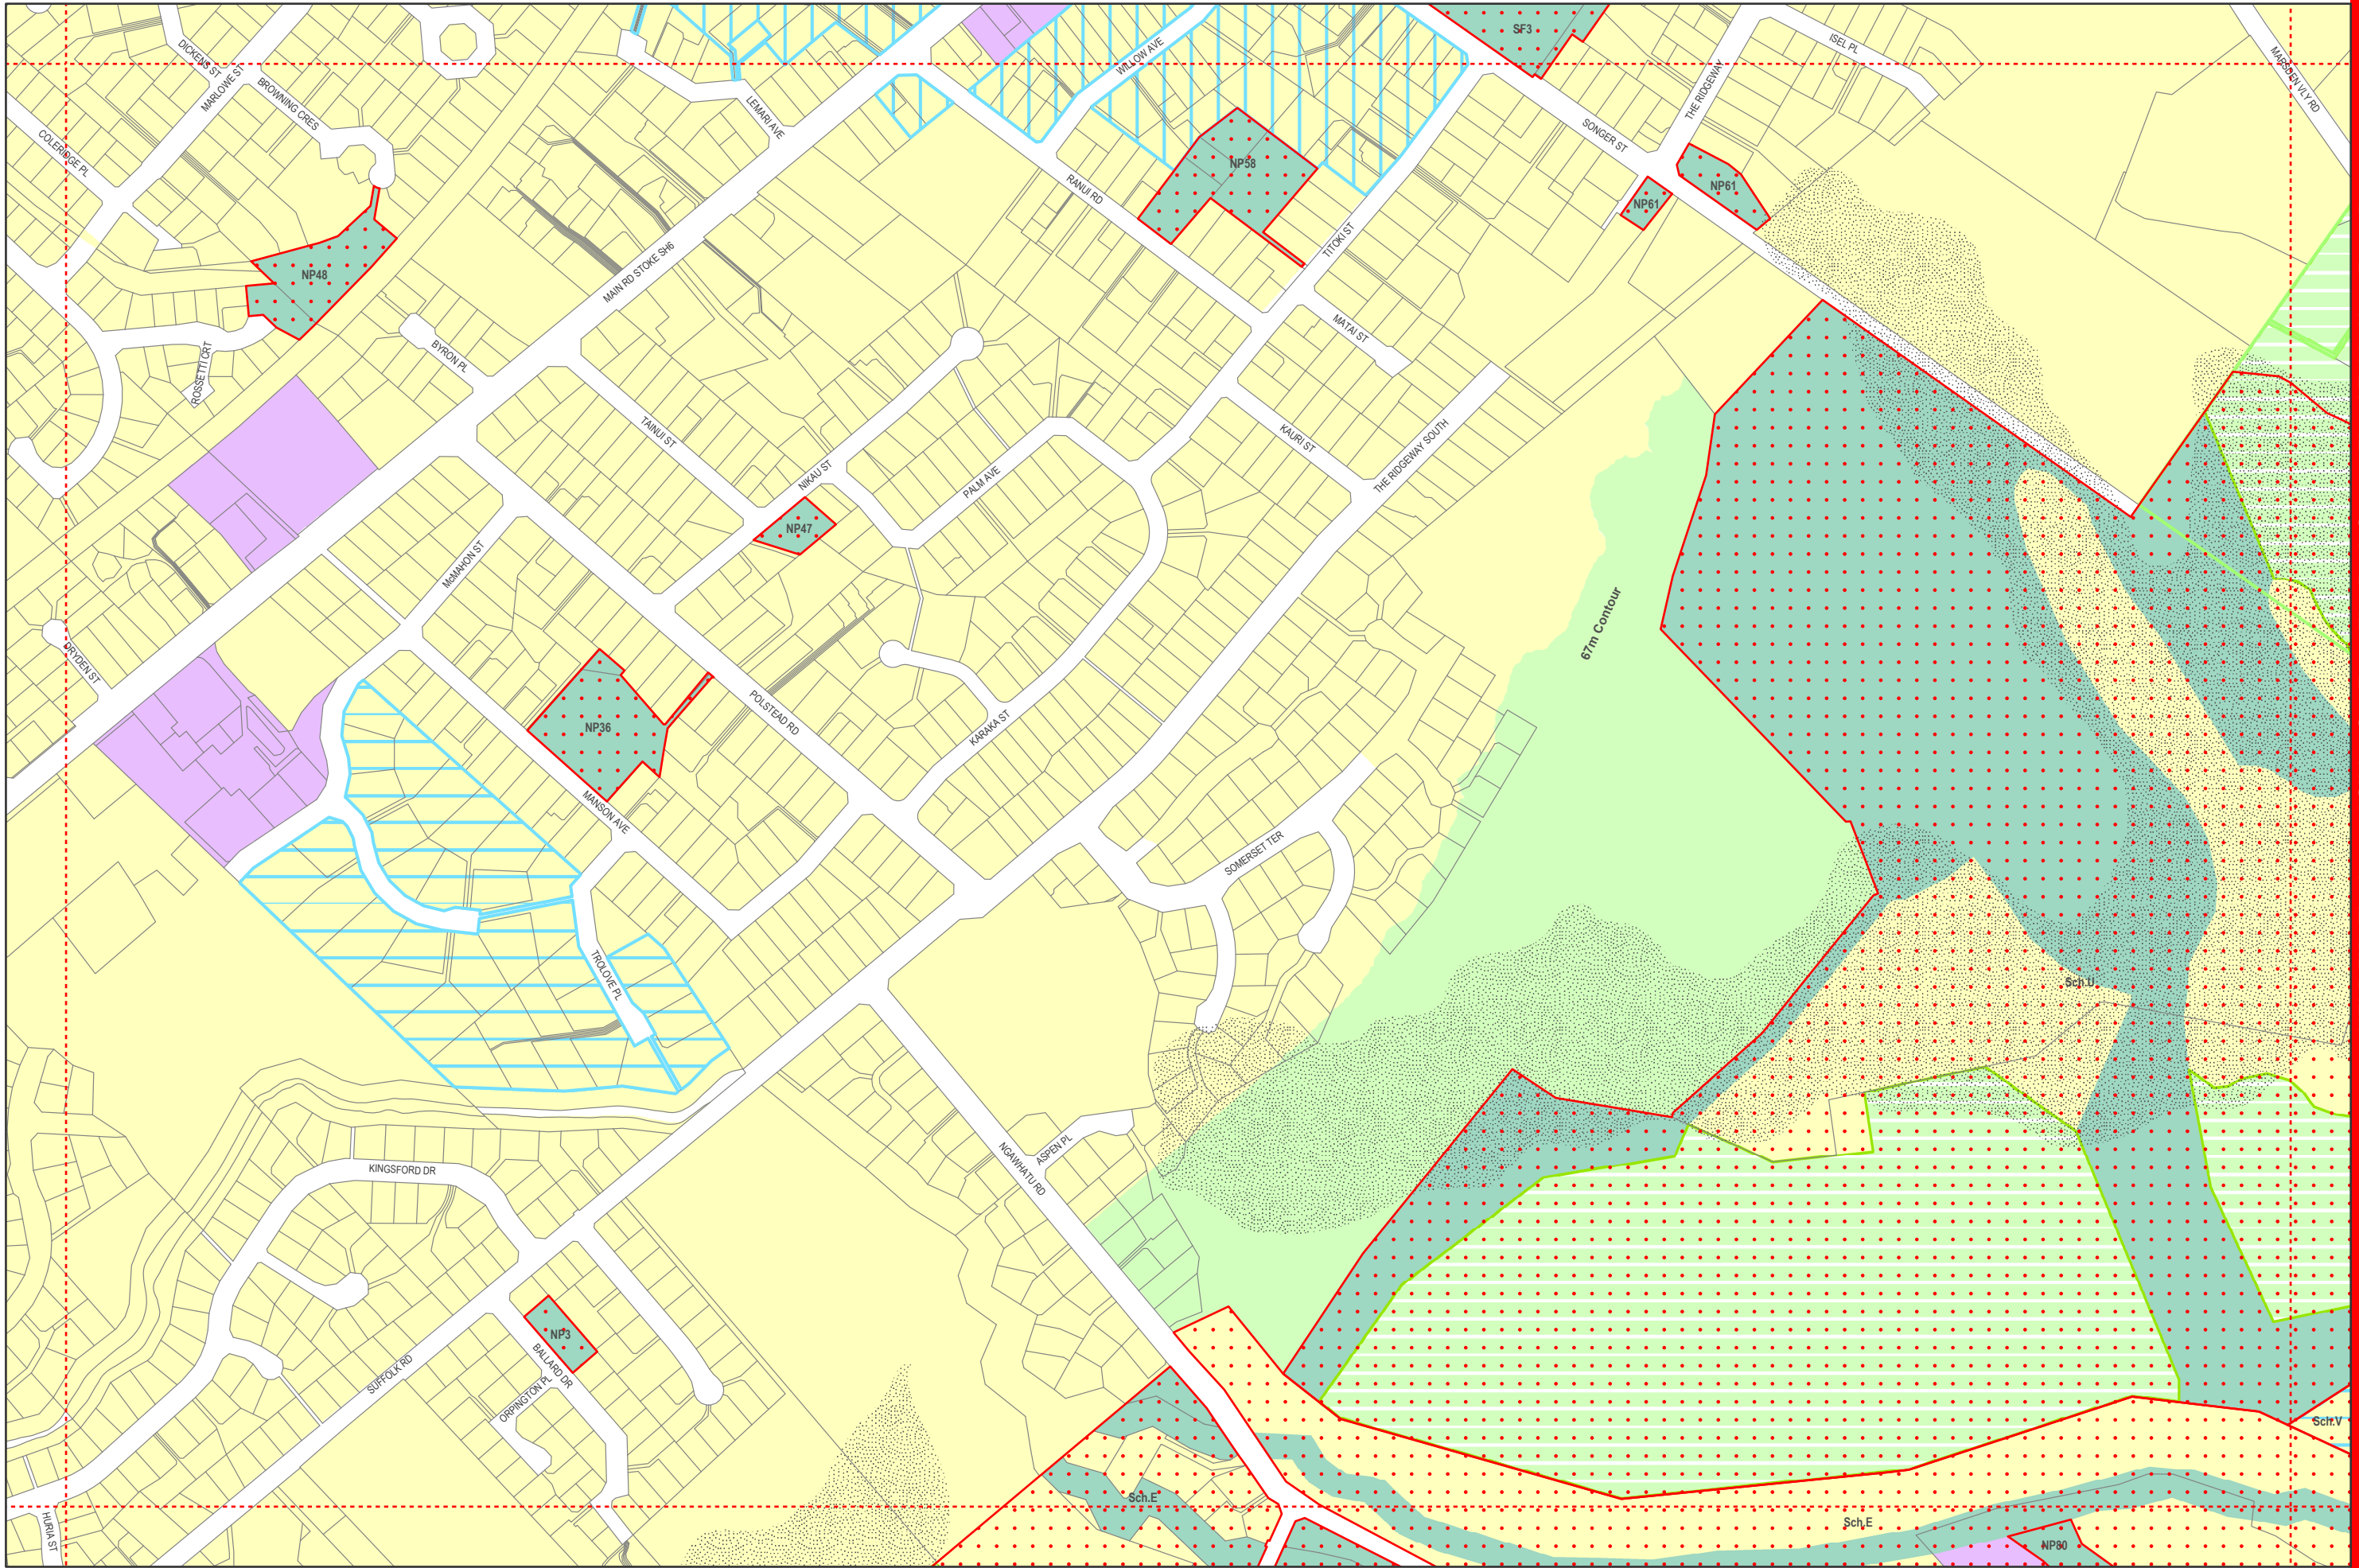 SF3
ISEL PL
MARSDEN VLY RD
DICKENS ST
MARLOWE ST
BROWNING CRES
COLERIDGE PL
LEMARI AVE
WILLOW AVE
THE RIDGEWAY
SONGER ST
NP58
NP61
NP61
RANUI RD
TITOKI ST
NP48
MAIN RD STOKE SH6
MATAI ST
BYRON PL
ROSSETTI CRT
TAINUI ST
KAURI ST
THE RIDGEWAY SOUTH
NIKAU ST
PALM AVE
NP47
McMAHON ST
67m Contour
DRYDEN ST
POLSTEAD RD
NP36
KARAKA ST
MANSON AVE
SOMERSET TER
TROLOVE PL
Sch.U
ASPEN PL
NGAWHATU RD
KINGSFORD DR
NP3
BALLARD DR
SUFFOLK RD
ORPINGTON PL
Sch.V
Sch.E
Sch.E
HURIA ST
NP80